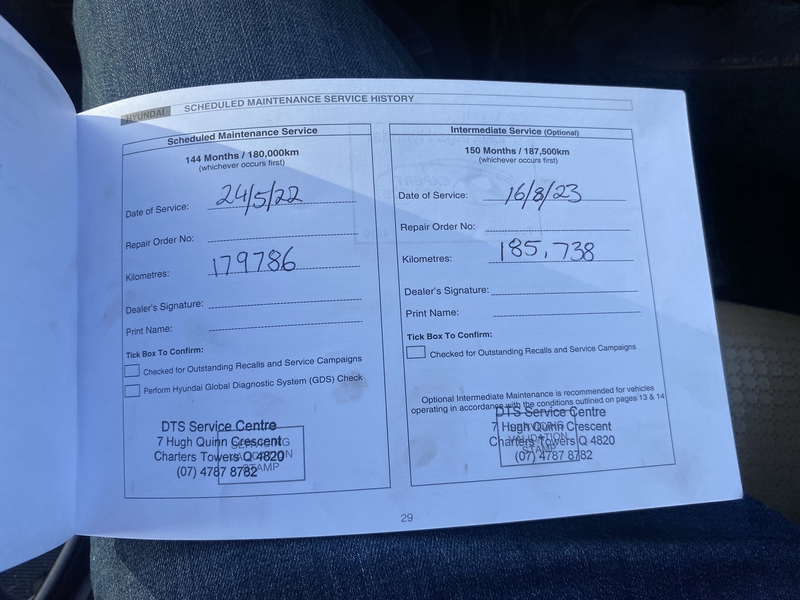 HYUNDAI SCHEDULED MAINTENANCE SERVICE HISTORY
Scheduled Maintenance Service
144 Months / 180,000km
(whichever occurs first)
Date of Service: 24/5/22
Repair Order No:
Kilometres: 179786
Dealer's Signature:
Print Name:
Tick Box To Confirm:
Checked for Outstanding Recalls and Service Campaigns
Perform Hyundai Global Diagnostic System (GDS) Check
DTS Service Centre
7 Hugh Quinn Crescent
Charters Towers Q 4820
(07) 4787 8782
VALIDATION
STAMP
Intermediate Service (Optional)
150 Months / 187,500km
(whichever occurs first)
Date of Service: 16/8/23
Repair Order No:
Kilometres: 185,738
Dealer's Signature:
Print Name:
Tick Box To Confirm:
Checked for Outstanding Recalls and Service Campaigns
Optional Intermediate Maintenance is recommended for vehicles
operating in accordance with the conditions outlined on pages 13 & 14
DTS Service Centre
7 Hugh Quinn Crescent
Charters Towers Q 4820
(07) 4787 8782
VALIDATION
STAMP
29